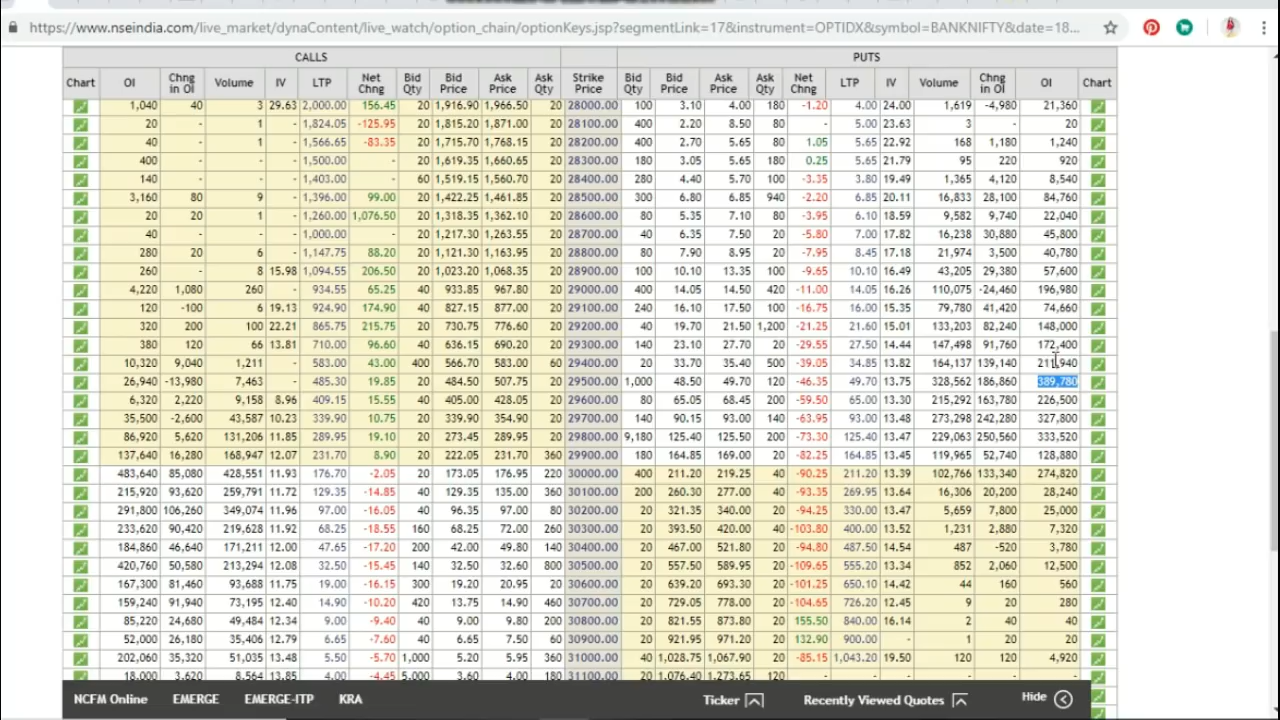 https://www.nseindia.com/live_market/dynaContent/live_watch/option_chain/optionKeys.jsp?segmentLink=17&instrument=OPTIDX&symbol=BANKNIFTY&date=18...
CALLS PUTS
Chart OI Chng in OI Volume IV LTP Net Chng Bid Qty Bid Price Ask Price Ask Qty Strike Price Bid Qty Bid Price Ask Price Ask Qty Net Chng LTP IV Volume Chng in OI OI Chart
1,040 40 3 29.63 2,000.00 156.45 20 1,916.90 1,966.50 20 28000.00 100 3.10 4.00 180 -1.20 4.00 24.00 1,619 -4,980 21,360
20 - 1 - 1,824.05 -125.95 20 1,815.20 1,871.00 20 28100.00 400 2.20 8.50 80 - 5.00 23.63 3 - 20
40 - 1 - 1,566.65 -83.35 20 1,715.70 1,768.15 20 28200.00 400 2.70 5.65 80 1.05 5.65 22.92 168 1,180 1,240
400 - - - 1,500.00 - 20 1,619.35 1,660.65 20 28300.00 180 3.05 5.65 180 0.25 5.65 21.79 95 220 920
140 - - - 1,403.00 - 60 1,519.15 1,560.70 20 28400.00 280 4.40 5.70 100 -3.35 3.80 19.49 1,365 4,120 8,540
3,160 80 9 - 1,396.00 99.00 20 1,422.25 1,461.85 20 28500.00 300 6.80 6.85 940 -2.20 6.85 20.11 16,833 28,100 84,760
20 20 1 - 1,260.00 1,076.50 20 1,318.35 1,362.10 20 28600.00 80 5.35 7.10 80 -3.95 6.10 18.59 9,582 9,740 22,040
40 - - - 1,000.00 - 20 1,217.30 1,263.55 20 28700.00 40 6.35 7.50 20 -5.80 7.00 17.82 16,238 30,880 45,800
280 20 6 - 1,147.75 88.20 20 1,121.30 1,163.95 20 28800.00 80 7.90 8.95 20 -7.95 8.45 17.18 21,974 3,500 40,780
260 - 8 15.98 1,094.55 206.50 20 1,023.20 1,068.35 20 28900.00 100 10.10 13.35 100 -9.65 10.10 16.49 43,205 29,380 57,600
4,220 1,080 260 - 934.55 65.25 20 933.85 967.80 20 29000.00 400 14.05 14.50 420 -11.00 14.05 16.26 110,075 -24,460 196,980
120 -100 6 19.13 924.90 174.90 20 827.15 877.00 20 29100.00 240 16.10 17.50 100 -16.75 16.00 15.35 79,780 41,420 74,660
320 200 100 22.21 865.75 215.75 20 730.75 776.60 20 29200.00 40 19.70 21.50 1,200 -21.25 21.60 15.01 133,203 82,240 148,000
380 120 66 13.81 710.00 96.60 20 636.15 690.20 20 29300.00 140 23.10 27.70 20 -29.55 27.50 14.44 147,498 91,760 172,400
10,320 9,040 1,211 - 583.00 43.00 400 566.70 583.00 60 29400.00 20 33.70 35.40 500 -39.05 34.85 13.82 164,137 139,140
26,940 -13,980 7,463 - 485.30 19.85 20 484.50 507.75 20 29500.00 1,000 48.50 49.70 120 -46.35 49.70 13.75 328,562 186,860 389,780
6,320 2,220 9,158 8.96 409.15 15.55 20 405.00 428.05 20 29600.00 80 65.05 68.45 200 -59.50 65.00 13.30 215,292 163,780 226,500
35,500 -2,600 43,587 10.23 339.90 10.75 20 339.90 354.90 20 29700.00 140 90.15 93.00 140 -63.95 93.00 13.48 273,298 242,280 327,800
86,920 5,620 131,206 11.85 289.95 19.10 20 273.45 289.95 20 29800.00 9,180 125.40 125.50 200 -73.30 125.40 13.47 229,063 250,560 333,520
137,640 16,280 168,947 12.07 231.70 8.90 20 222.05 231.70 360 29900.00 180 164.85 169.00 20 -82.25 164.85 13.45 119,965 52,740 128,880
483,640 85,080 428,551 11.93 176.70 -2.05 20 173.05 176.95 220 30000.00 400 211.20 219.25 40 -90.25 211.20 13.39 102,766 133,340 274,820
215,920 93,620 259,791 11.72 129.35 -14.85 40 129.35 135.00 360 30100.00 200 260.30 277.00 40 -93.35 269.95 13.64 16,306 20,200 28,240
291,800 106,260 349,074 11.96 97.00 -16.05 40 96.35 97.00 80 30200.00 20 321.35 340.00 20 -94.25 330.00 13.47 5,659 7,800 25,000
233,620 90,420 219,628 11.92 68.25 -18.55 160 68.25 72.00 260 30300.00 20 393.50 420.00 40 -103.80 400.00 13.52 1,231 2,880 7,320
184,860 46,640 171,211 12.00 47.65 -17.20 200 42.00 49.80 140 30400.00 20 467.00 521.80 20 -94.80 487.50 14.54 487 -520 3,780
420,760 50,580 213,294 12.08 32.50 -15.45 140 32.50 32.60 800 30500.00 20 557.50 589.95 20 -109.65 555.20 13.34 852 2,060 12,500
167,300 81,460 93,688 11.75 19.00 -16.15 300 19.20 20.95 20 30600.00 20 639.20 693.30 20 -101.25 650.10 14.42 44 160 560
159,240 91,940 73,195 12.40 14.90 -10.20 420 13.75 14.90 460 30700.00 20 729.05 778.00 20 -104.65 726.20 12.45 9 20 280
85,220 24,680 49,484 12.34 9.00 -9.40 40 9.00 9.80 200 30800.00 20 821.55 873.80 20 155.50 840.00 16.14 2 40 40
52,000 26,180 35,406 12.79 6.65 -7.60 40 6.65 7.50 60 30900.00 20 921.95 971.20 20 132.90 900.00 - 1 20 20
202,060 35,320 51,035 13.48 5.50 -5.70 1,000 5.20 5.95 360 31000.00 40 1,028.75 1,067.90 20 -85.15 1,043.20 19.50 120 120 4,920
18,000 3,620 8,564 13.85 4.00 -4.45 5,000 3.60 4.00 180 31100.00 20 1,273.65 120 - - - - - -
NCFM Online EMERGE EMERGE-ITP KRA Ticker Recently Viewed Quotes Hide